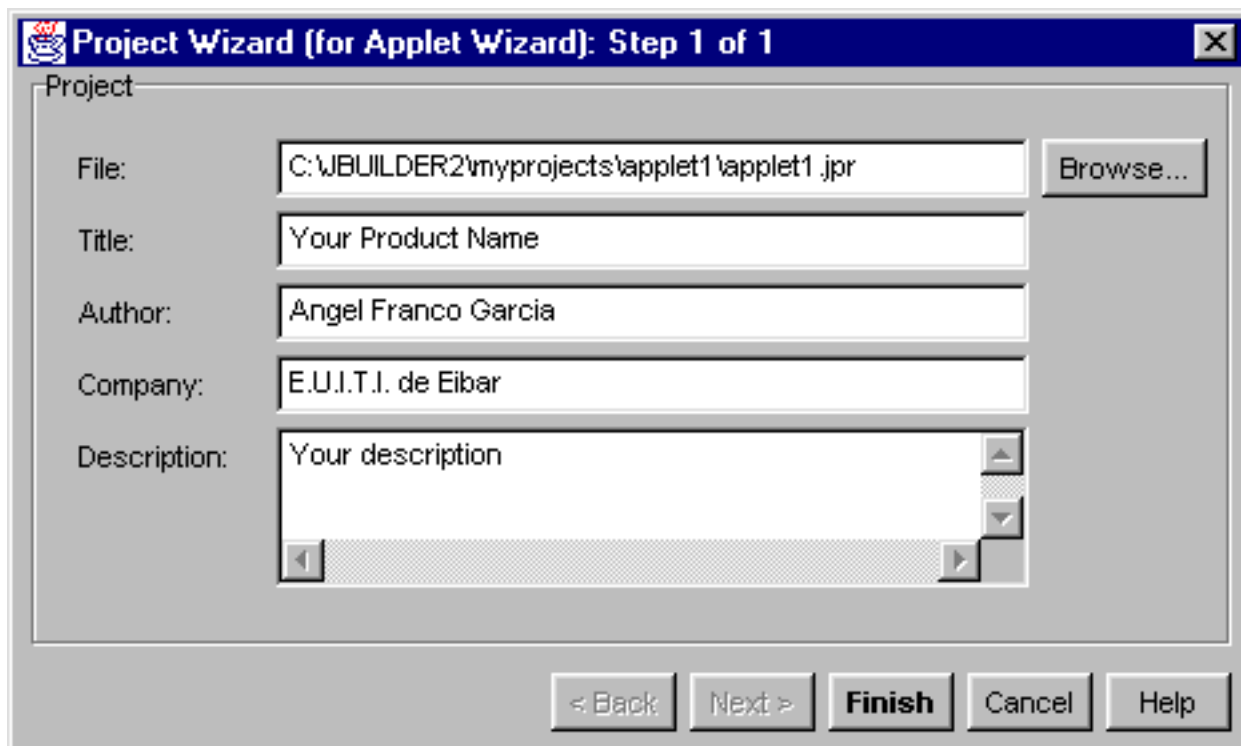 Project Wizard (for Applet Wizard): Step 1 of 1
Project
File: C:\JBUILDER2\myprojects\applet1\applet1.jpr Browse...
Title: Your Product Name
Author: Angel Franco Garcia
Company: E.U.I.T.I. de Eibar
Description: Your description
< Back Next > Finish Cancel Help